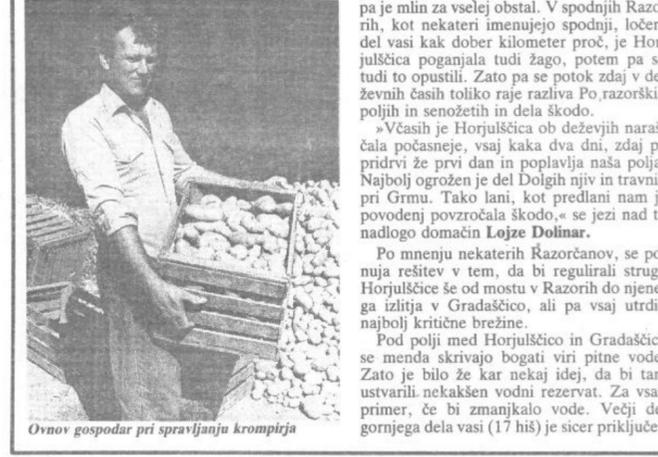 pa je mlin za vselej obstal. V spodnjih Razo
rih, kot nekateri imenujejo spodnji, ločen
del vasi kak dober kilometer proč, je Hor
julščica poganjala tudi žago, potem pa s
tudi to opustili. Zato pa se potok zdaj v de
ževnih časih toliko raje razliva Po razorški
poljih in senožetih in dela škodo.
»Včasih je Horjulščica ob deževjih naraš
čala počasneje, vsaj kaka dva dni, zdaj p
pridrvi že prvi dan in poplavlja naša polja
Najbolj ogrožen je del Dolgih njiv in travni
pri Grmu. Tako lani, kot predlani nam j
povodenj povzročala škodo,« se jezi nad t
nadlogo domačin Lojze Dolinar.
Po mnenju nekaterih Razorčanov, se po
nuja rešitev v tem, da bi regulirali strug
Horjulščice še od mostu v Razorih do njene
ga izlitja v Gradaščico, ali pa vsaj utrdi
najbolj kritične brežine.
Pod polji med Horjulščico in Gradaščic
se menda skrivajo bogati viri pitne vode
Zato je bilo že kar nekaj idej, da bi tam
ustvarili nekakšen vodni rezervat. Za vsa
primer, če bi zmanjkalo vode. Večji de
gornjega dela vasi (17 hiš) je sicer priključe
Ovnov gospodar pri spravljanju krompirja